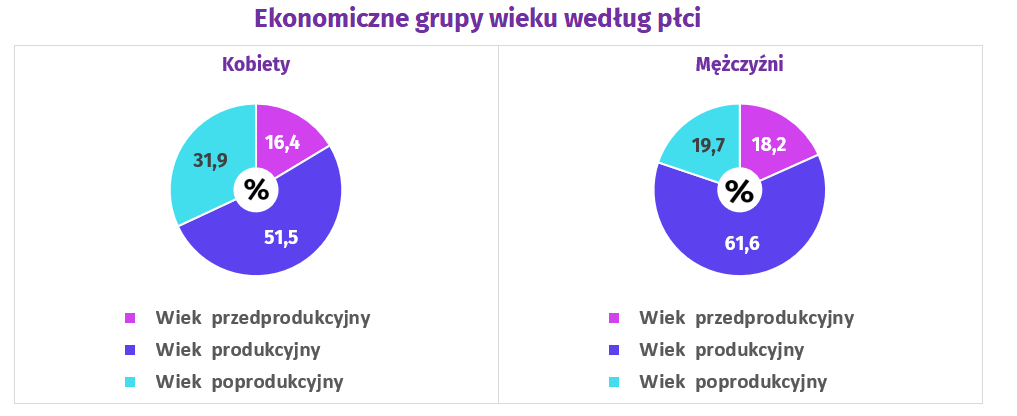 Ekonomiczne grupy wieku według płci
Kobiety
16,4
31,9
%
51,5
Wiek przedprodukcyjny
Wiek produkcyjny
Wiek poprodukcyjny
Mężczyźni
19,7
18,2
%
61,6
Wiek przedprodukcyjny
Wiek produkcyjny
Wiek poprodukcyjny